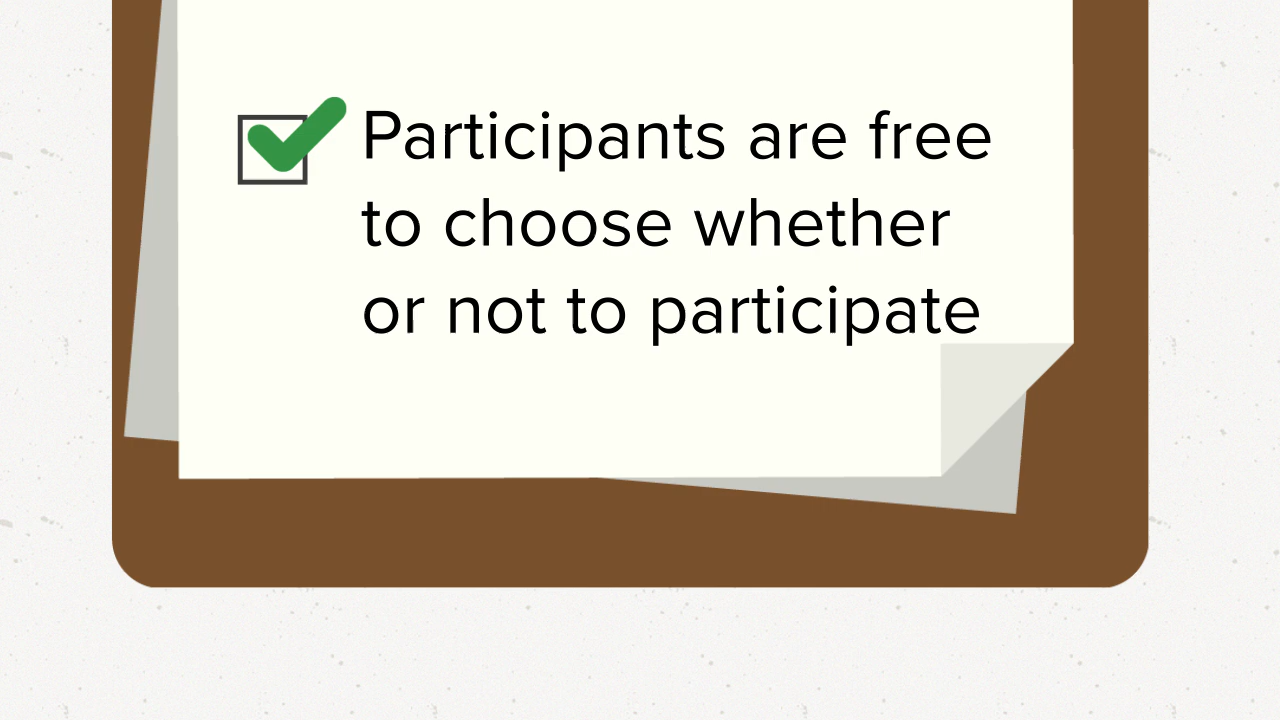 Participants are free
to choose whether
or not to participate